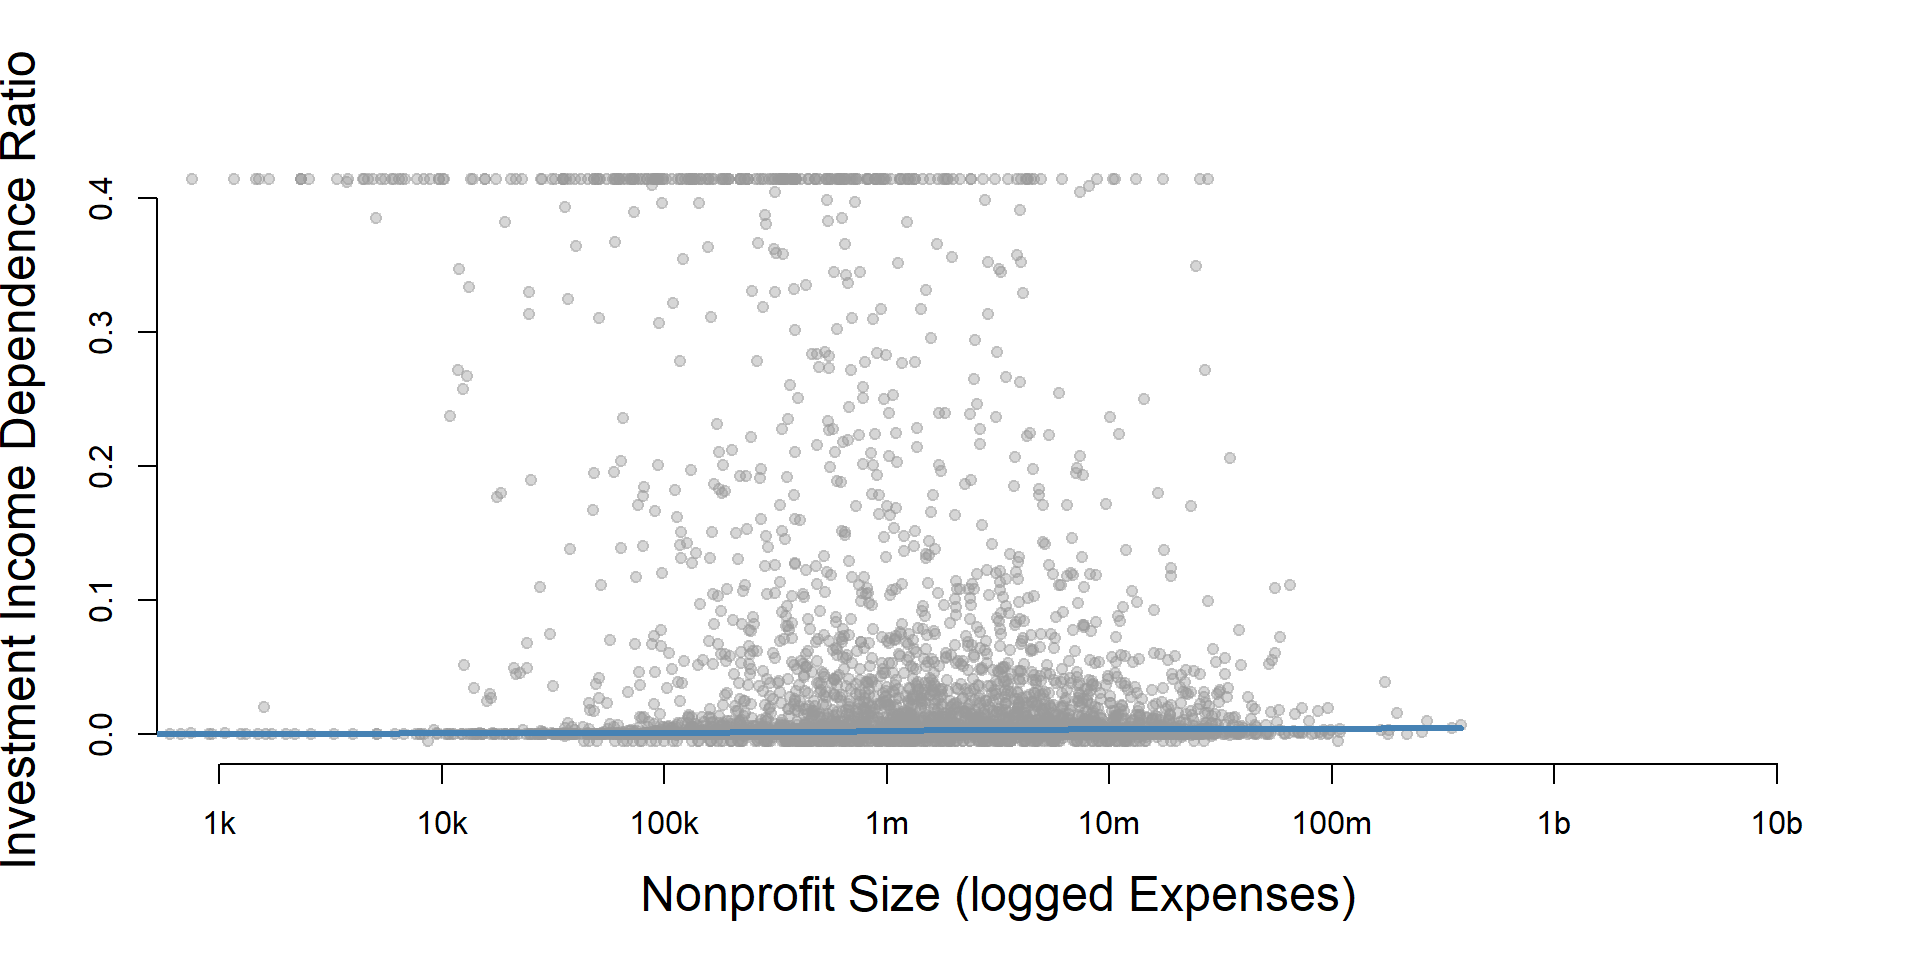 Investment Income Dependence Ratio
0.4
0.3
0.2
0.1
0.0
1k 10k 100k 1m 10m 100m 1b 10b
Nonprofit Size (logged Expenses)